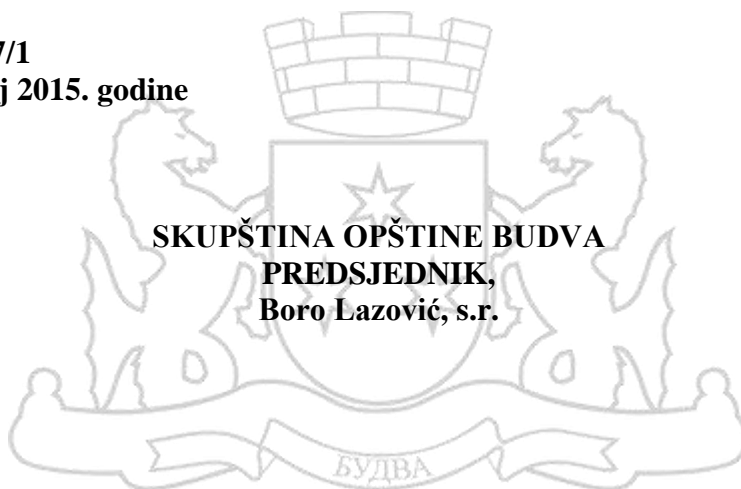 7/1
j 2015. godine
SKUPŠTINA OPŠTINE BUDVA
PREDSJEDNIK,
Boro Lazović, s.r.
БУДВА